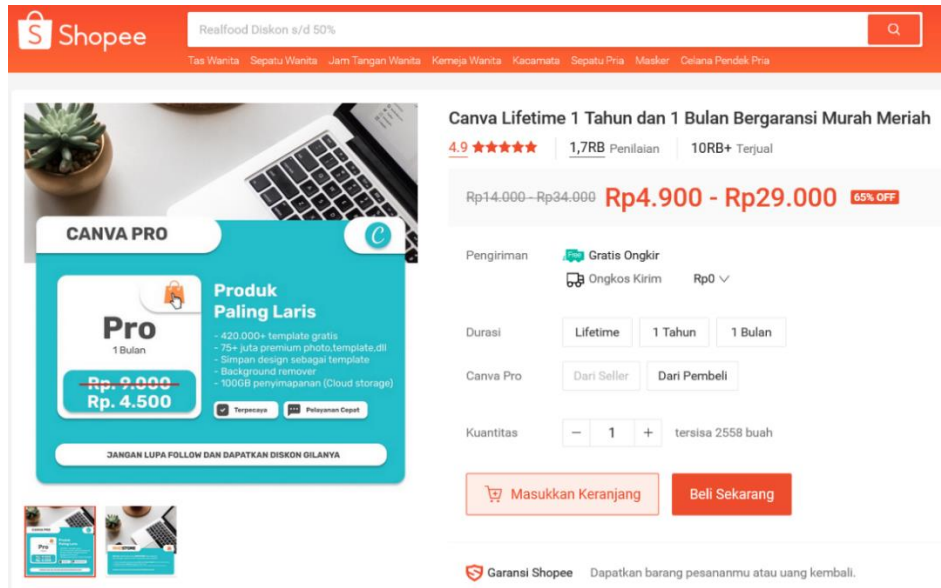 Shopee
Realfood Diskon s/d 50%
Tas Wanita Sepatu Wanita Jam Tangan Wanita Kemeja Wanita Kacamata Sepatu Pria Masker Celana Pendek Pria
CANVA PRO
Pro
1 Bulan
Rp. 9.000
Rp. 4.500
Produk
Paling Laris
- 420.000+ template gratis
- 75+ juta premium photo,template,dll
- Simpan design sebagai template
- Background remover
- 100GB penyimapanan (Cloud storage)
Terpecaya Pelayanan Cepat
JANGAN LUPA FOLLOW DAN DAPATKAN DISKON GILANYA
Canva Lifetime 1 Tahun dan 1 Bulan Bergaransi Murah Meriah
4.9 1,7RB Penilaian 10RB+ Terjual
Rp14.000 - Rp34.000 Rp4.900 - Rp29.000 65% OFF
Pengiriman Gratis Ongkir
Ongkos Kirim Rp0
Durasi Lifetime 1 Tahun 1 Bulan
Canva Pro Dari Seller Dari Pembeli
Kuantitas − 1 + tersisa 2558 buah
Masukkan Keranjang Beli Sekarang
Garansi Shopee Dapatkan barang pesananmu atau uang kembali.